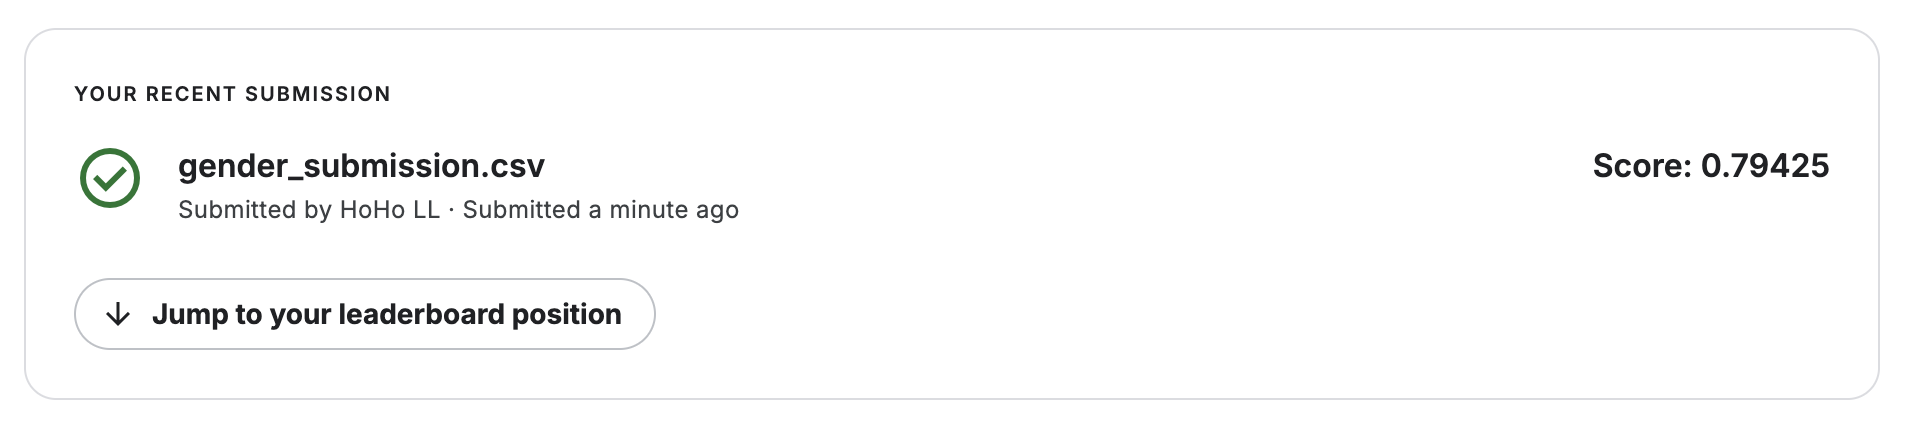 YOUR RECENT SUBMISSION
gender_submission.csv
Score: 0.79425
Submitted by HoHo LL · Submitted a minute ago
Jump to your leaderboard position